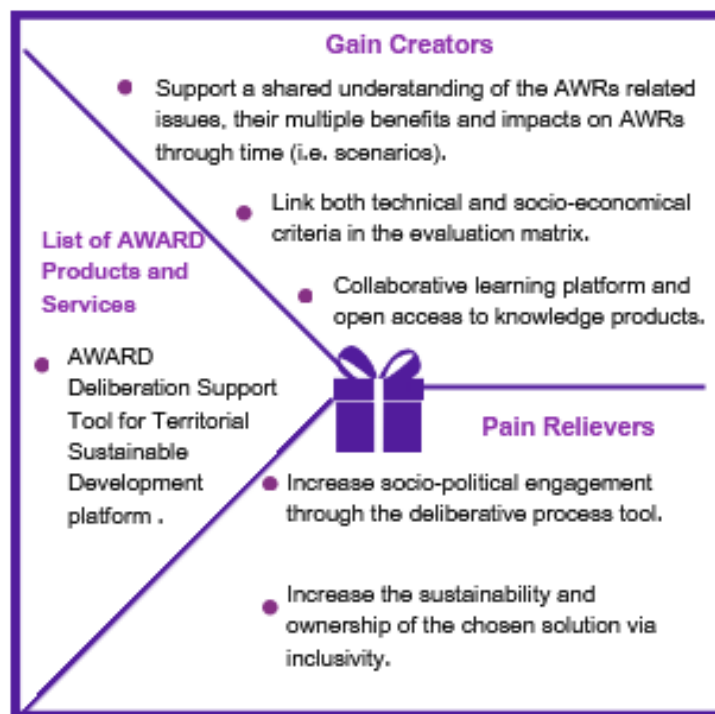 Gain Creators
Support a shared understanding of the AWRs related
issues, their multiple benefits and impacts on AWRs
through time (i.e. scenarios).
Link both technical and socio-economical
criteria in the evaluation matrix.
Collaborative learning platform and
open access to knowledge products.
List of AWARD
Products and
Services
AWARD
Deliberation Support
Tool for Territorial
Sustainable
Development
platform .
Pain Relievers
Increase socio-political engagement
through the deliberative process tool.
Increase the sustainability and
ownership of the chosen solution via
inclusivity.